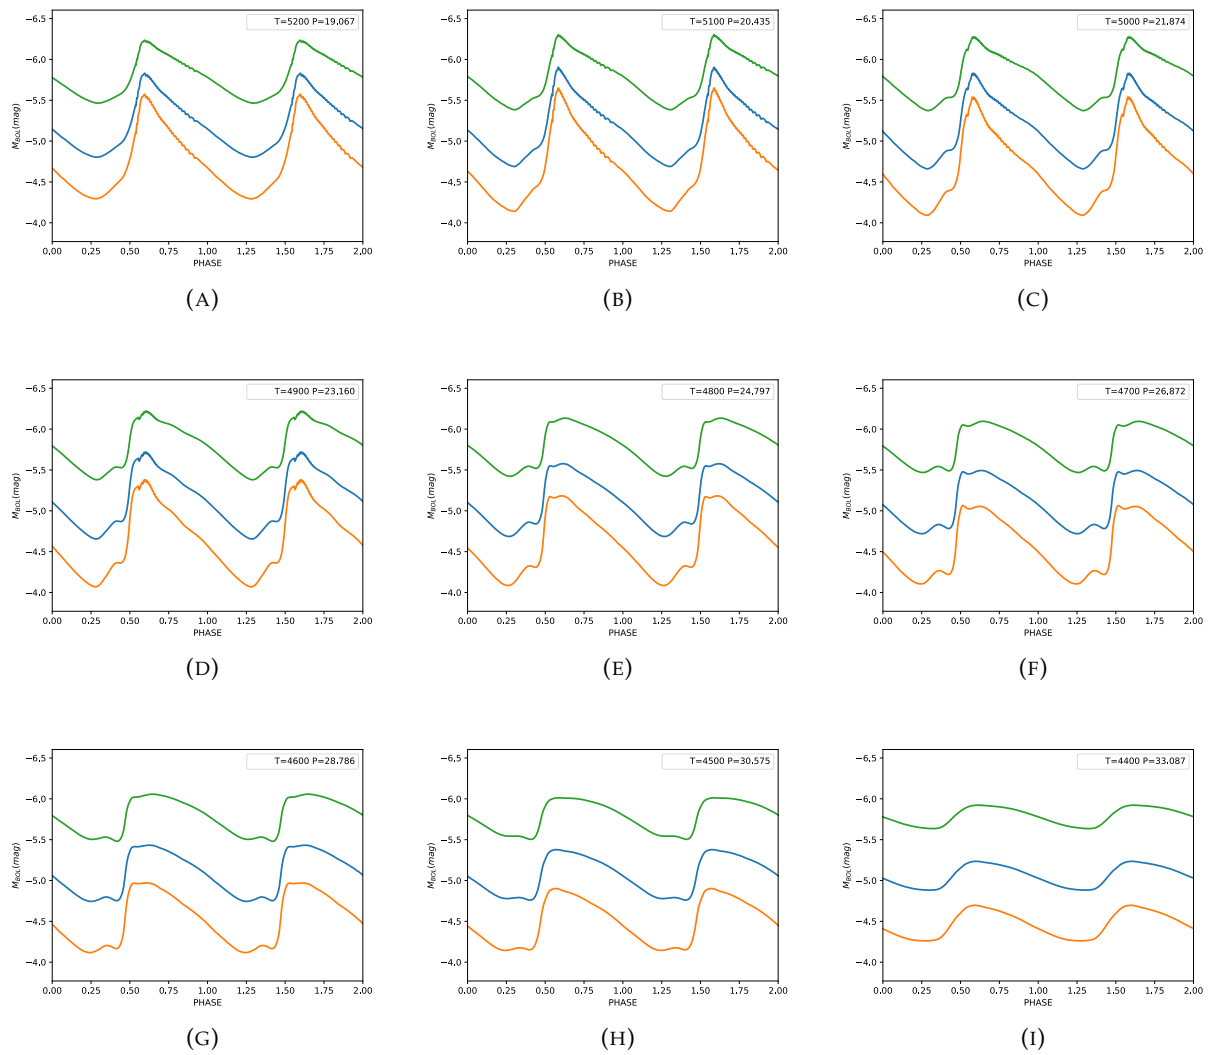 T=5200 P=19.067
M_BOL(mag)
−6.5
−6.0
−5.5
−5.0
−4.5
−4.0
0.00 0.25 0.50 0.75 1.00 1.25 1.50 1.75 2.00
PHASE
(A)
T=5100 P=20.435
M_BOL(mag)
−6.5
−6.0
−5.5
−5.0
−4.5
−4.0
0.00 0.25 0.50 0.75 1.00 1.25 1.50 1.75 2.00
PHASE
(B)
T=5000 P=21.874
M_BOL(mag)
−6.5
−6.0
−5.5
−5.0
−4.5
−4.0
0.00 0.25 0.50 0.75 1.00 1.25 1.50 1.75 2.00
PHASE
(C)
T=4900 P=23.160
M_BOL(mag)
−6.5
−6.0
−5.5
−5.0
−4.5
−4.0
0.00 0.25 0.50 0.75 1.00 1.25 1.50 1.75 2.00
PHASE
(D)
T=4800 P=24.797
M_BOL(mag)
−6.5
−6.0
−5.5
−5.0
−4.5
−4.0
0.00 0.25 0.50 0.75 1.00 1.25 1.50 1.75 2.00
PHASE
(E)
T=4700 P=26.872
M_BOL(mag)
−6.5
−6.0
−5.5
−5.0
−4.5
−4.0
0.00 0.25 0.50 0.75 1.00 1.25 1.50 1.75 2.00
PHASE
(F)
T=4600 P=28.786
M_BOL(mag)
−6.5
−6.0
−5.5
−5.0
−4.5
−4.0
0.00 0.25 0.50 0.75 1.00 1.25 1.50 1.75 2.00
PHASE
(G)
T=4500 P=30.575
M_BOL(mag)
−6.5
−6.0
−5.5
−5.0
−4.5
−4.0
0.00 0.25 0.50 0.75 1.00 1.25 1.50 1.75 2.00
PHASE
(H)
T=4400 P=33.087
M_BOL(mag)
−6.5
−6.0
−5.5
−5.0
−4.5
−4.0
0.00 0.25 0.50 0.75 1.00 1.25 1.50 1.75 2.00
PHASE
(I)